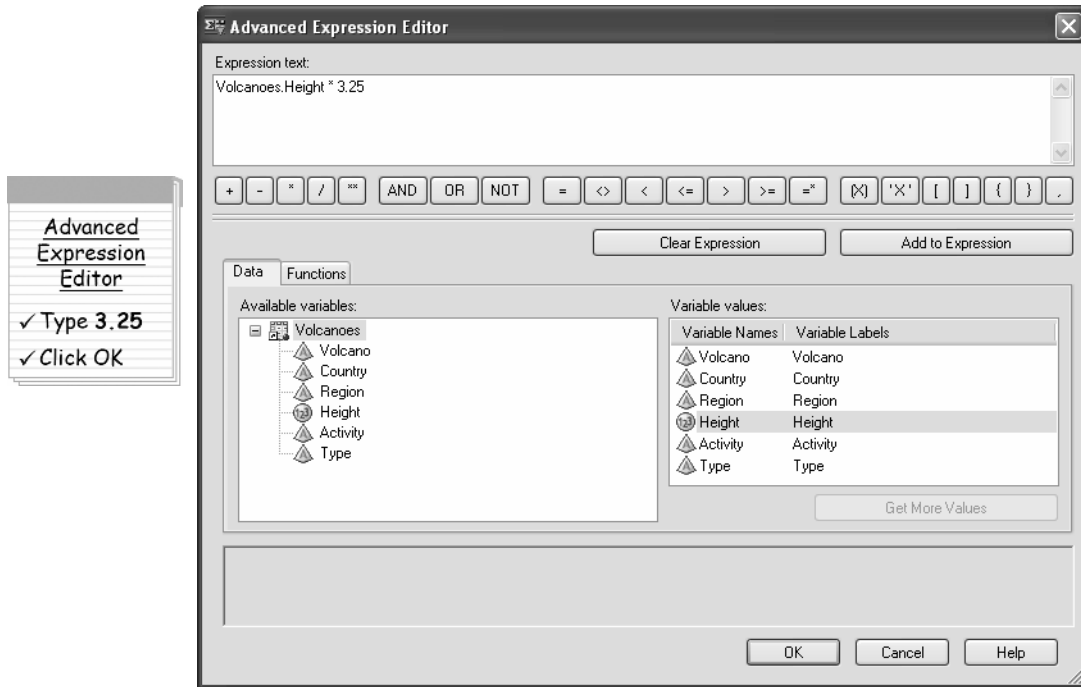 Advanced
Expression
Editor
✓ Type 3.25
✓ Click OK
Advanced Expression Editor
Expression text:
Volcanoes.Height * 3.25
+ - * / ** AND OR NOT = <> < <= > >= =* (X) 'X' [ ] { } ,
Clear Expression Add to Expression
Data Functions
Available variables:
Volcanoes
Volcano
Country
Region
Height
Activity
Type
Variable values:
Variable Names Variable Labels
Volcano Volcano
Country Country
Region Region
Height Height
Activity Activity
Type Type
Get More Values
OK Cancel Help